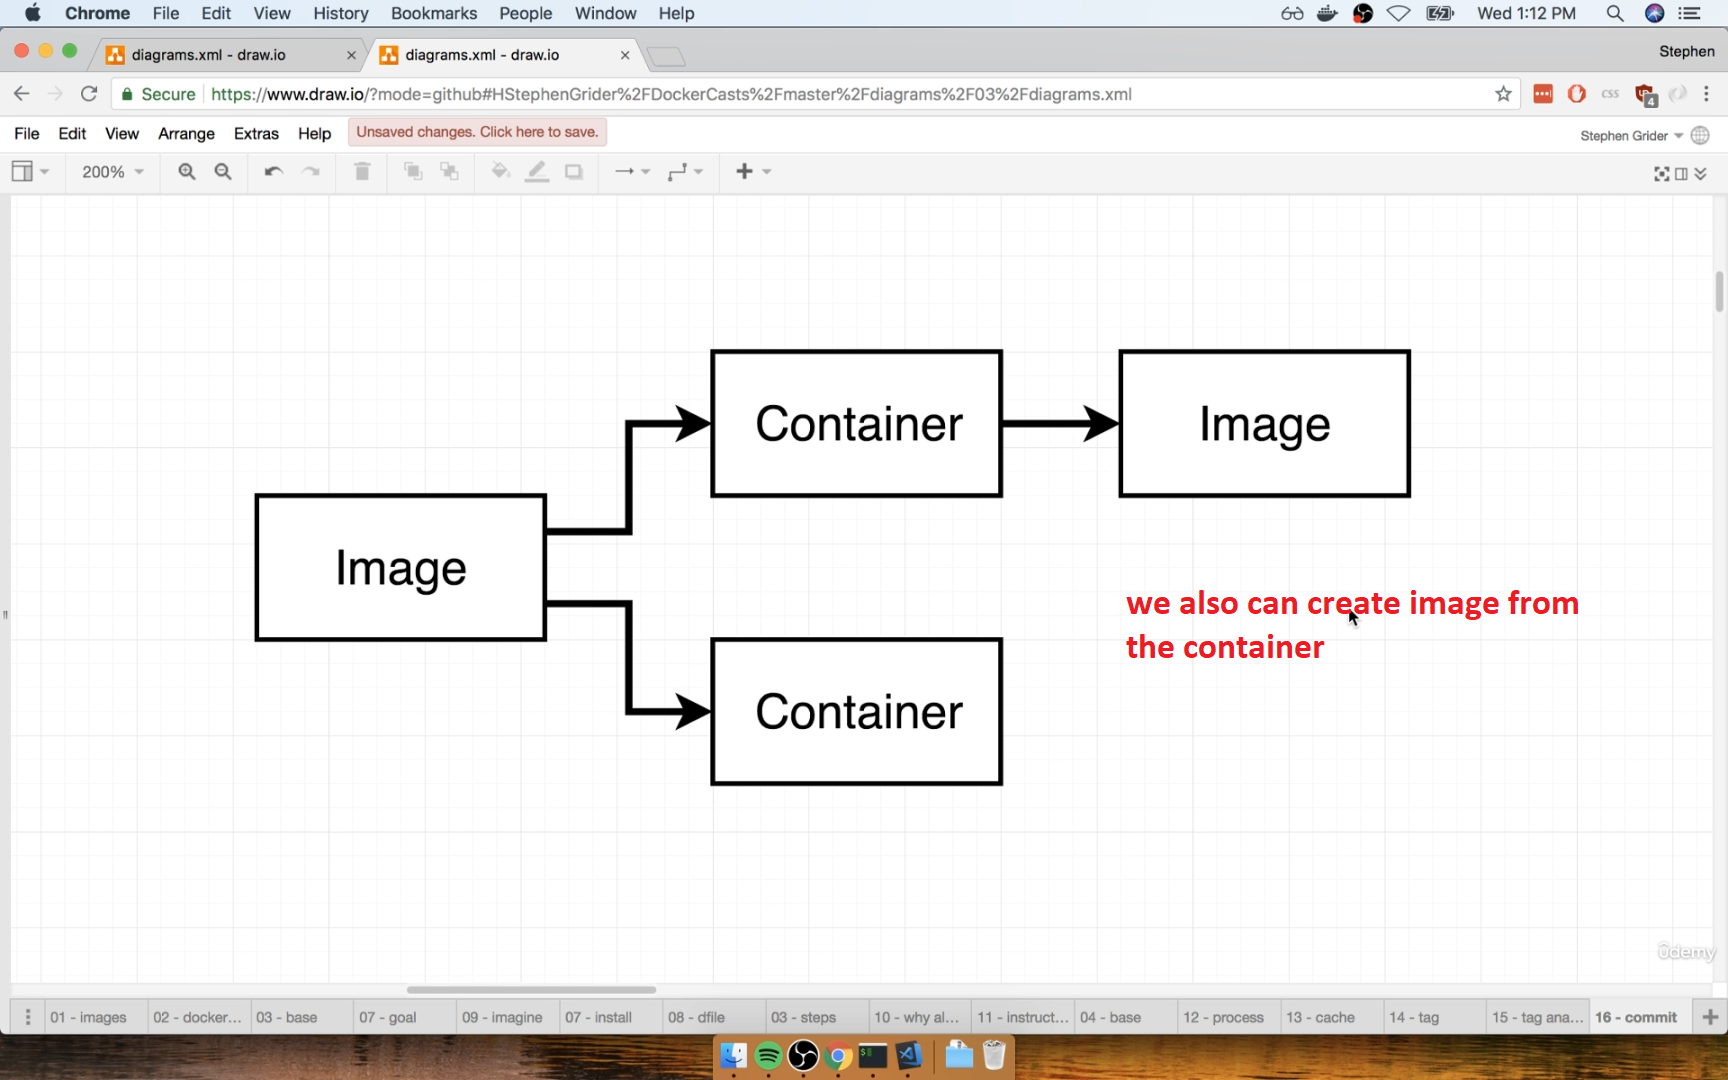 Chrome File Edit View History Bookmarks People Window Help Wed 1:12 PM
diagrams.xml - draw.io diagrams.xml - draw.io Stephen
Secure https://www.draw.io/?mode=github#HStephenGrider%2FDockerCasts%2Fmaster%2Fdiagrams%2F03%2Fdiagrams.xml CSS 4
File Edit View Arrange Extras Help Unsaved changes. Click here to save. Stephen Grider
200%
Container Image
Image
we also can create image from
the container
Container
ûdemy
01 - images 02 - docker... 03 - base 07 - goal 09 - imagine 07 - install 08 - dfile 03 - steps 10 - why al... 11 - instruct... 04 - base 12 - process 13 - cache 14 - tag 15 - tag ana... 16 - commit